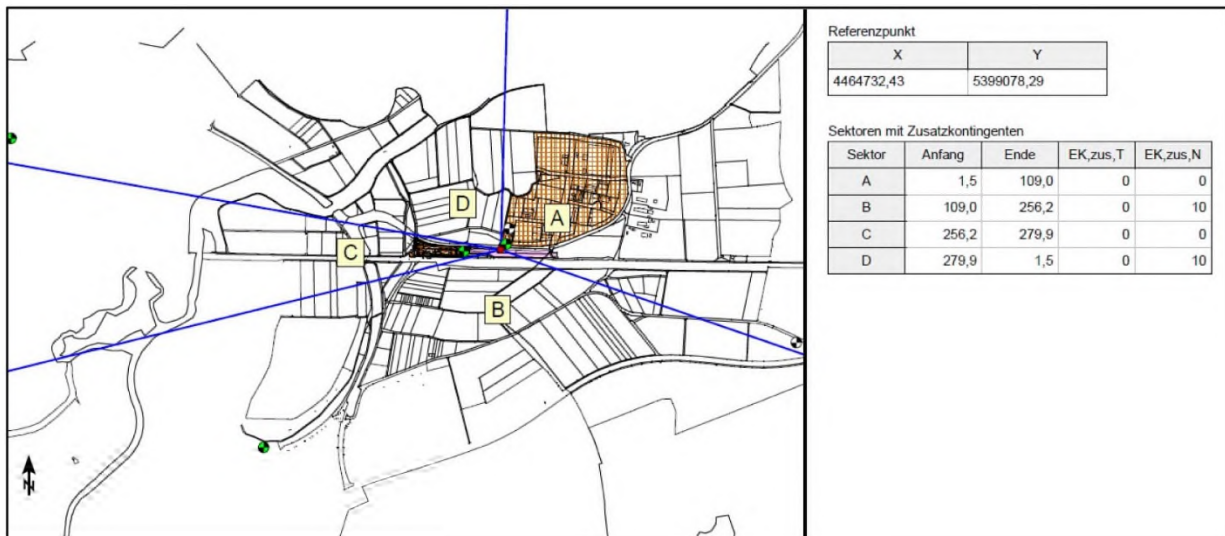 D
A
C
B
N
Referenzpunkt
X Y
4464732,43 5399078,29
Sektoren mit Zusatzkontingenten
Sektor Anfang Ende EK,zus,T EK,zus,N
A 1,5 109,0 0 0
B 109,0 256,2 0 10
C 256,2 279,9 0 0
D 279,9 1,5 0 10